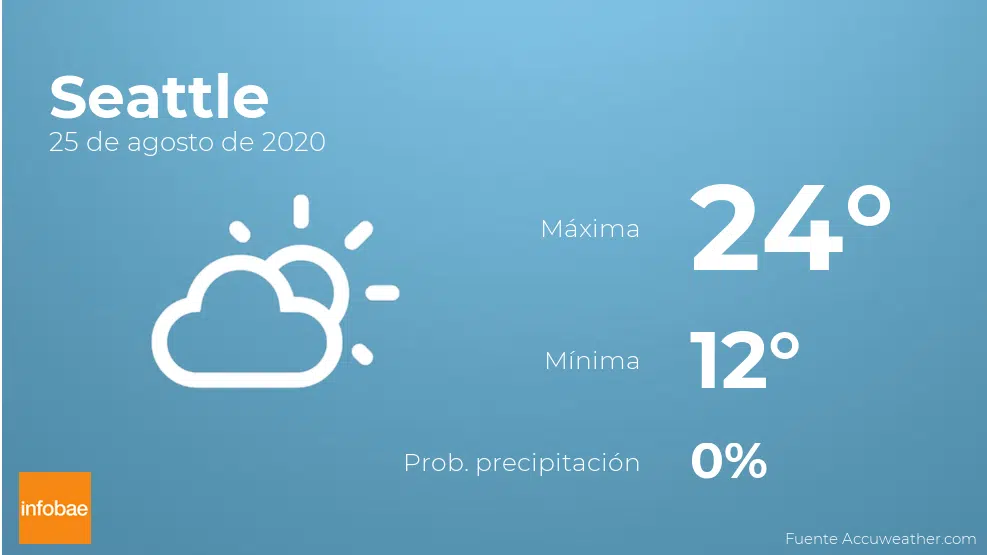 Seattle
25 de agosto de 2020
Máxima
24°
Mínima
12°
Prob. precipitación
0%
infobae
Fuente Accuweather.com